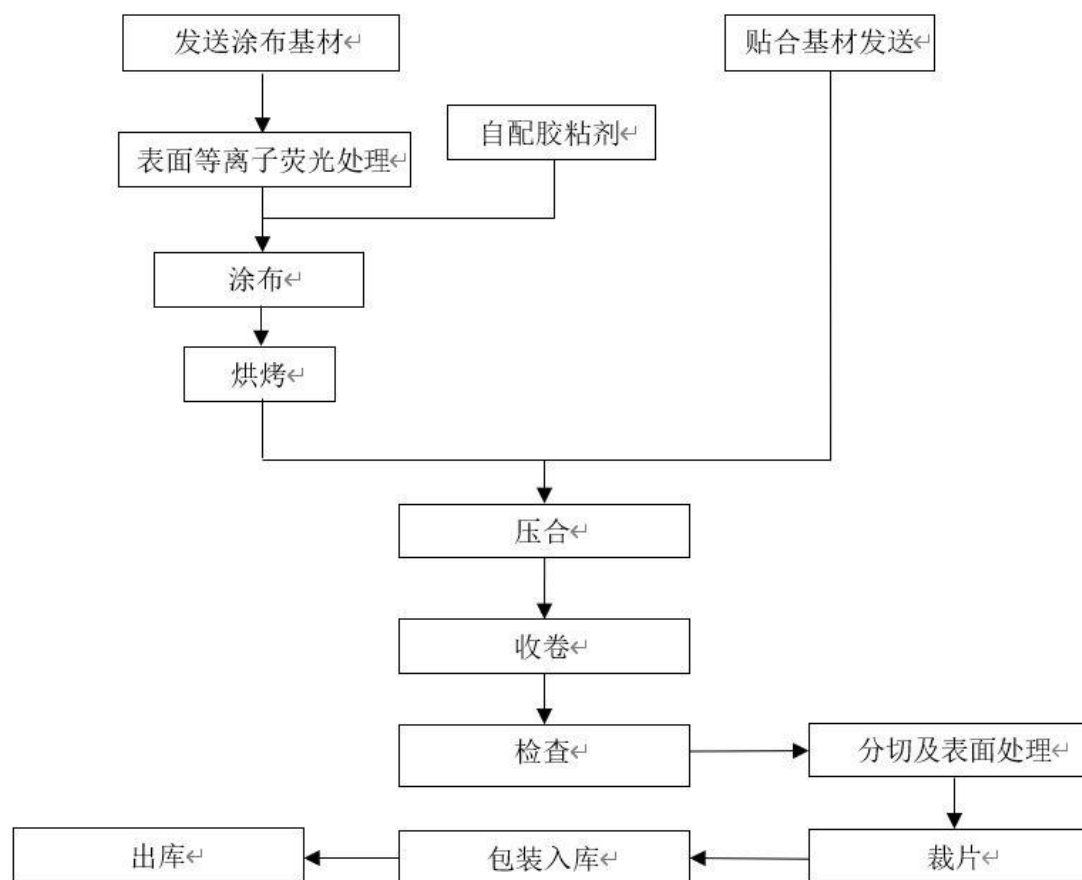 发送涂布基材↵
贴合基材发送↵
自配胶粘剂↵
表面等离子荧光处理↵
涂布↵
烘烤↵
压合↵
收卷↵
检查↵
分切及表面处理↵
裁片↵
包装入库↵
出库↵